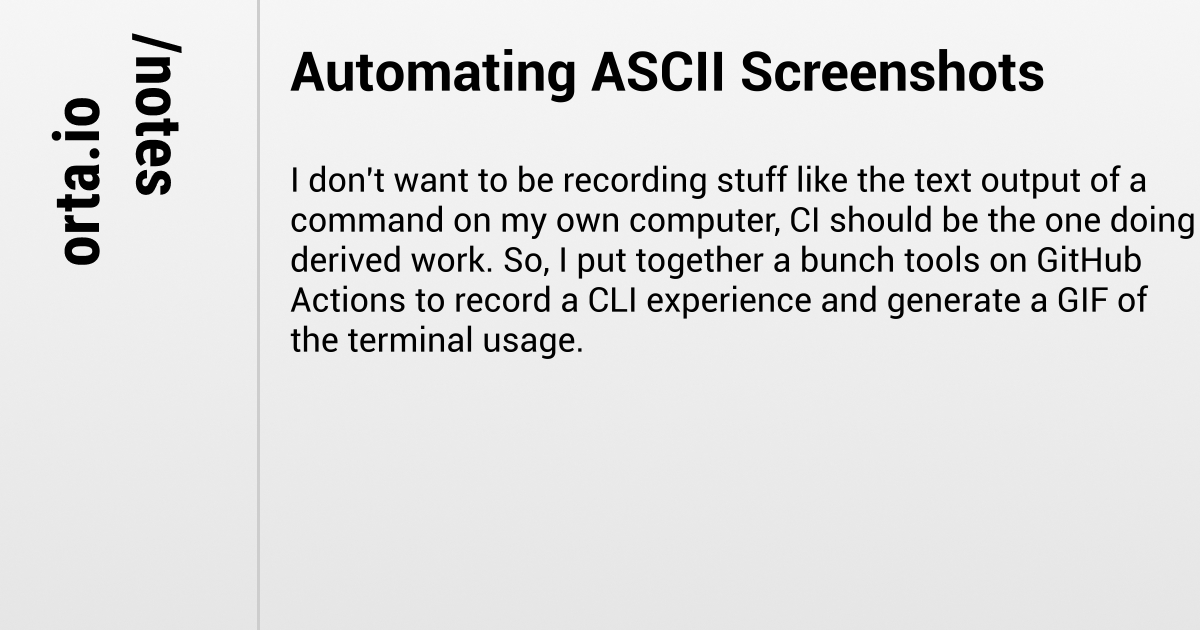 orta.io
/notes
Automating ASCII Screenshots
I don't want to be recording stuff like the text output of a
command on my own computer, CI should be the one doing
derived work. So, I put together a bunch tools on GitHub
Actions to record a CLI experience and generate a GIF of
the terminal usage.